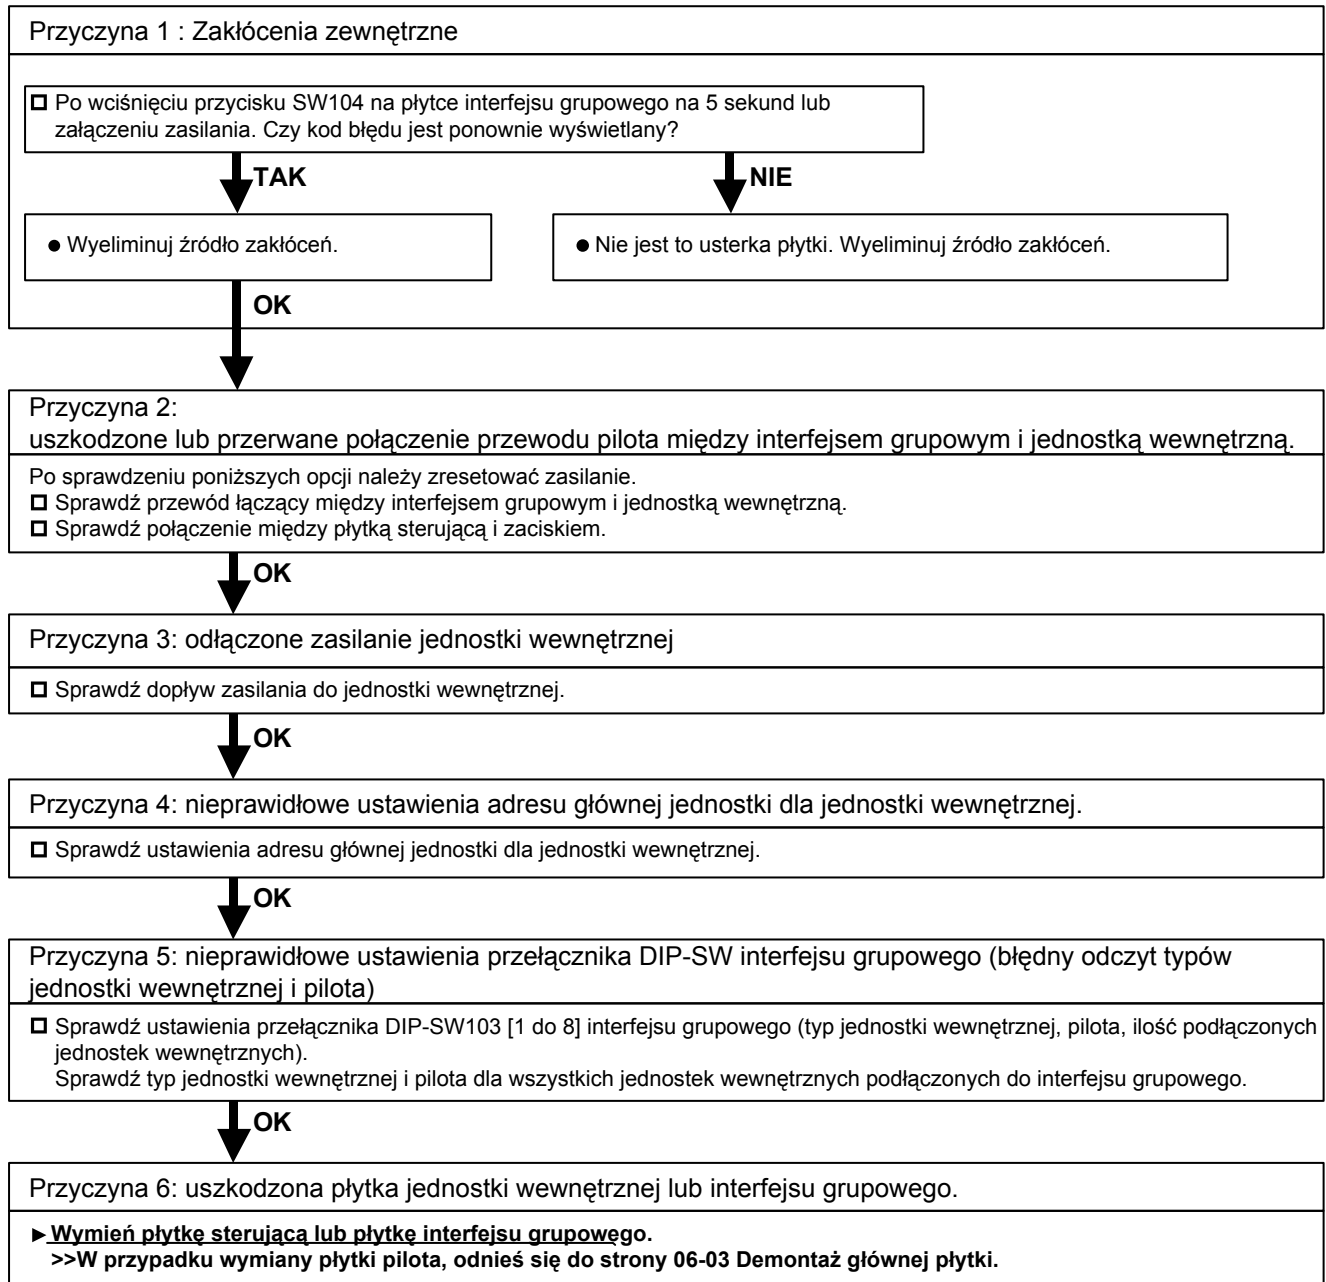 Przyczyna 1 : Zakłócenia zewnętrzne
Po wciśnięciu przycisku SW104 na płytce interfejsu grupowego na 5 sekund lub
załączeniu zasilania. Czy kod błędu jest ponownie wyświetlany?
TAK
NIE
● Wyeliminuj źródło zakłóceń.
● Nie jest to usterka płytki. Wyeliminuj źródło zakłóceń.
OK
Przyczyna 2:
uszkodzone lub przerwane połączenie przewodu pilota między interfejsem grupowym i jednostką wewnętrzną.
Po sprawdzeniu poniższych opcji należy zresetować zasilanie.
Sprawdź przewód łączący między interfejsem grupowym i jednostką wewnętrzną.
Sprawdź połączenie między płytką sterującą i zaciskiem.
OK
Przyczyna 3: odłączone zasilanie jednostki wewnętrznej
Sprawdź dopływ zasilania do jednostki wewnętrznej.
OK
Przyczyna 4: nieprawidłowe ustawienia adresu głównej jednostki dla jednostki wewnętrznej.
Sprawdź ustawienia adresu głównej jednostki dla jednostki wewnętrznej.
OK
Przyczyna 5: nieprawidłowe ustawienia przełącznika DIP-SW interfejsu grupowego (błędny odczyt typów
jednostki wewnętrznej i pilota)
Sprawdź ustawienia przełącznika DIP-SW103 [1 do 8] interfejsu grupowego (typ jednostki wewnętrznej, pilota, ilość podłączonych
jednostek wewnętrznych).
Sprawdź typ jednostki wewnętrznej i pilota dla wszystkich jednostek wewnętrznych podłączonych do interfejsu grupowego.
OK
Przyczyna 6: uszkodzona płytka jednostki wewnętrznej lub interfejsu grupowego.
►Wymień płytkę sterującą lub płytkę interfejsu grupowego.
>>W przypadku wymiany płytki pilota, odnieś się do strony 06-03 Demontaż głównej płytki.